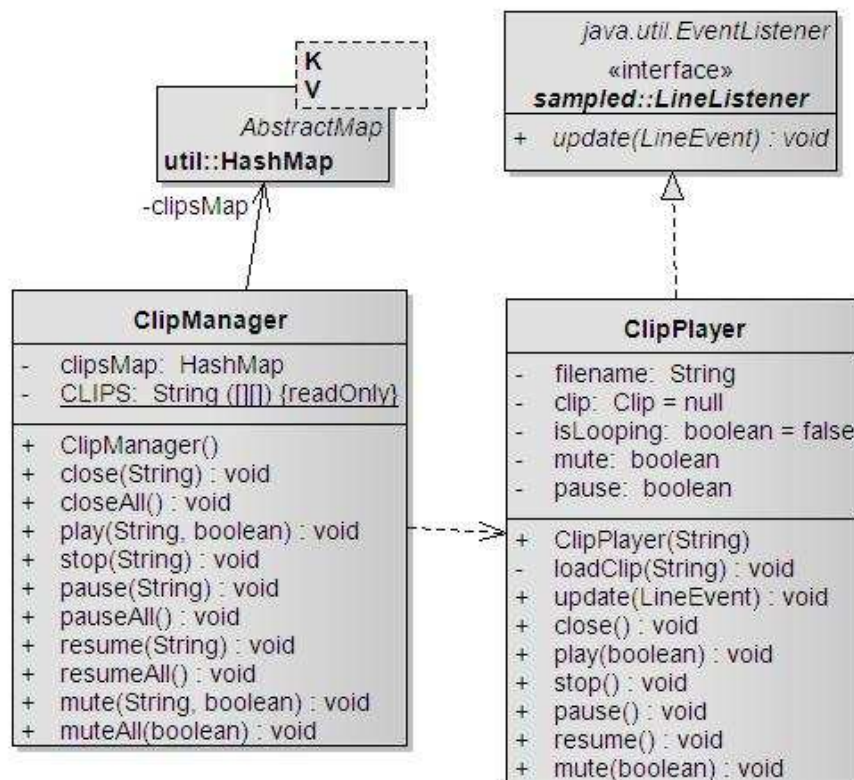 K
V
AbstractMap
util::HashMap
-clipsMap
java.util.EventListener
«interface»
sampled::LineListener
+ update(LineEvent) : void
ClipManager
- clipsMap: HashMap
- CLIPS: String ([][]) {readOnly}
+ ClipManager()
+ close(String) : void
+ closeAll() : void
+ play(String, boolean) : void
+ stop(String) : void
+ pause(String) : void
+ pauseAll() : void
+ resume(String) : void
+ resumeAll() : void
+ mute(String, boolean) : void
+ muteAll(boolean) : void
ClipPlayer
- filename: String
- clip: Clip = null
- isLooping: boolean = false
- mute: boolean
- pause: boolean
+ ClipPlayer(String)
- loadClip(String) : void
+ update(LineEvent) : void
+ close() : void
+ play(boolean) : void
+ stop() : void
+ pause() : void
+ resume() : void
+ mute(boolean) : void